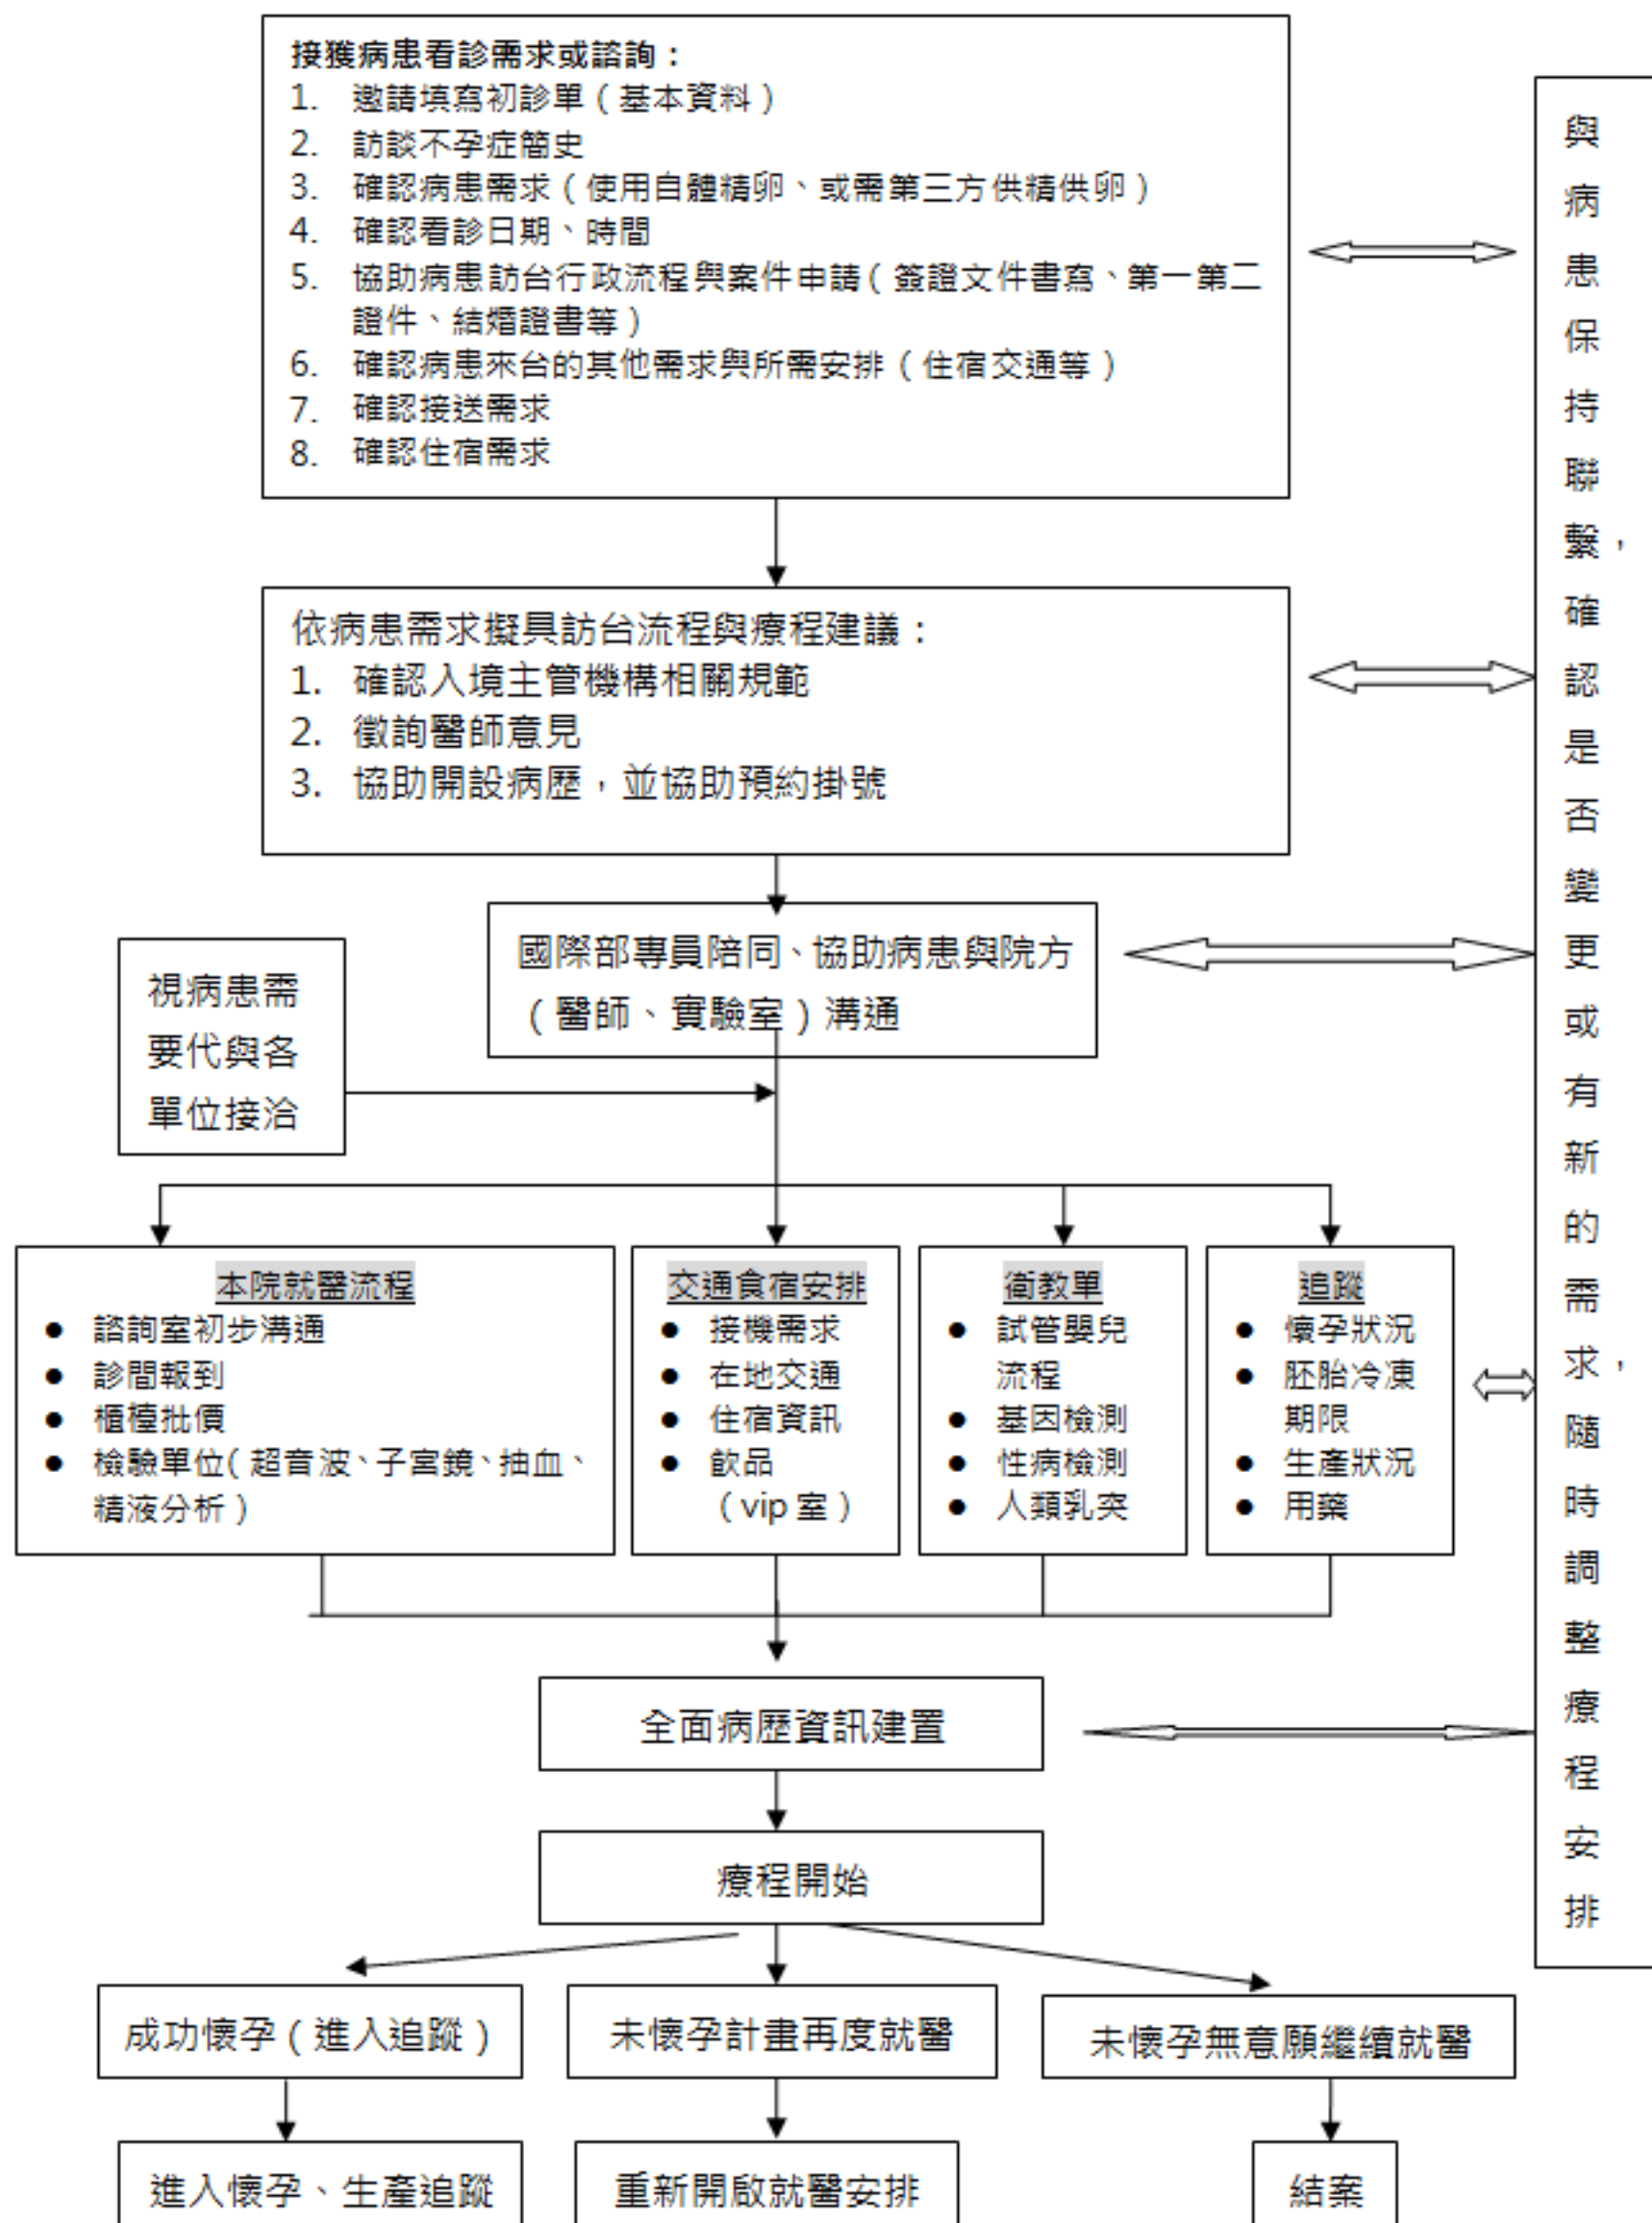 接獲病患看診需求或諮詢：
1. 邀請填寫初診單（基本資料）
2. 訪談不孕症簡史
3. 確認病患需求（使用自體精卵、或需第三方供精供卵）
4. 確認看診日期、時間
5. 協助病患訪台行政流程與案件申請（簽證文件書寫、第一第二
證件、結婚證書等）
6. 確認病患來台的其他需求與所需安排（住宿交通等）
7. 確認接送需求
8. 確認住宿需求
依病患需求擬具訪台流程與療程建議：
1. 確認入境主管機構相關規範
2. 徵詢醫師意見
3. 協助開設病歷，並協助預約掛號
國際部專員陪同、協助病患與院方
（醫師、實驗室）溝通
視病患需
要代與各
單位接洽
本院就醫流程
● 諮詢室初步溝通
● 診間報到
● 櫃檯批價
● 檢驗單位(超音波、子宮鏡、抽血、
精液分析）
交通食宿安排
● 接機需求
● 在地交通
● 住宿資訊
● 飲品
（vip室）
衛教單
● 試管嬰兒
流程
● 基因檢測
● 性病檢測
● 人類乳突
追蹤
● 懷孕狀況
● 胚胎冷凍
期限
● 生產狀況
● 用藥
全面病歷資訊建置
療程開始
成功懷孕（進入追蹤）
未懷孕計畫再度就醫
未懷孕無意願繼續就醫
進入懷孕、生產追蹤
重新開啟就醫安排
結案
與病患保持聯繫，確認是否變更或有新的需求，隨時調整療程安排